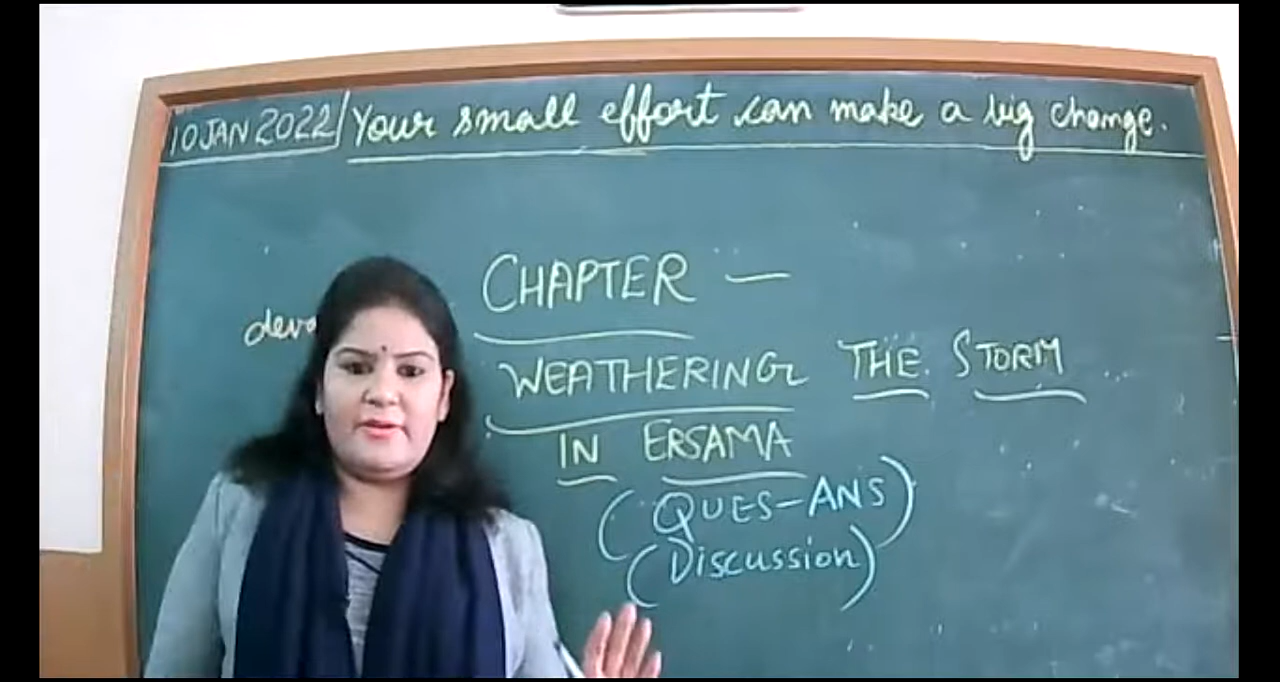 10 JAN 2022/ Your small effort can make a big change.
CHAPTER —
WEATHERING THE STORM
IN ERSAMA
(QUES-ANS)
(Discussion)